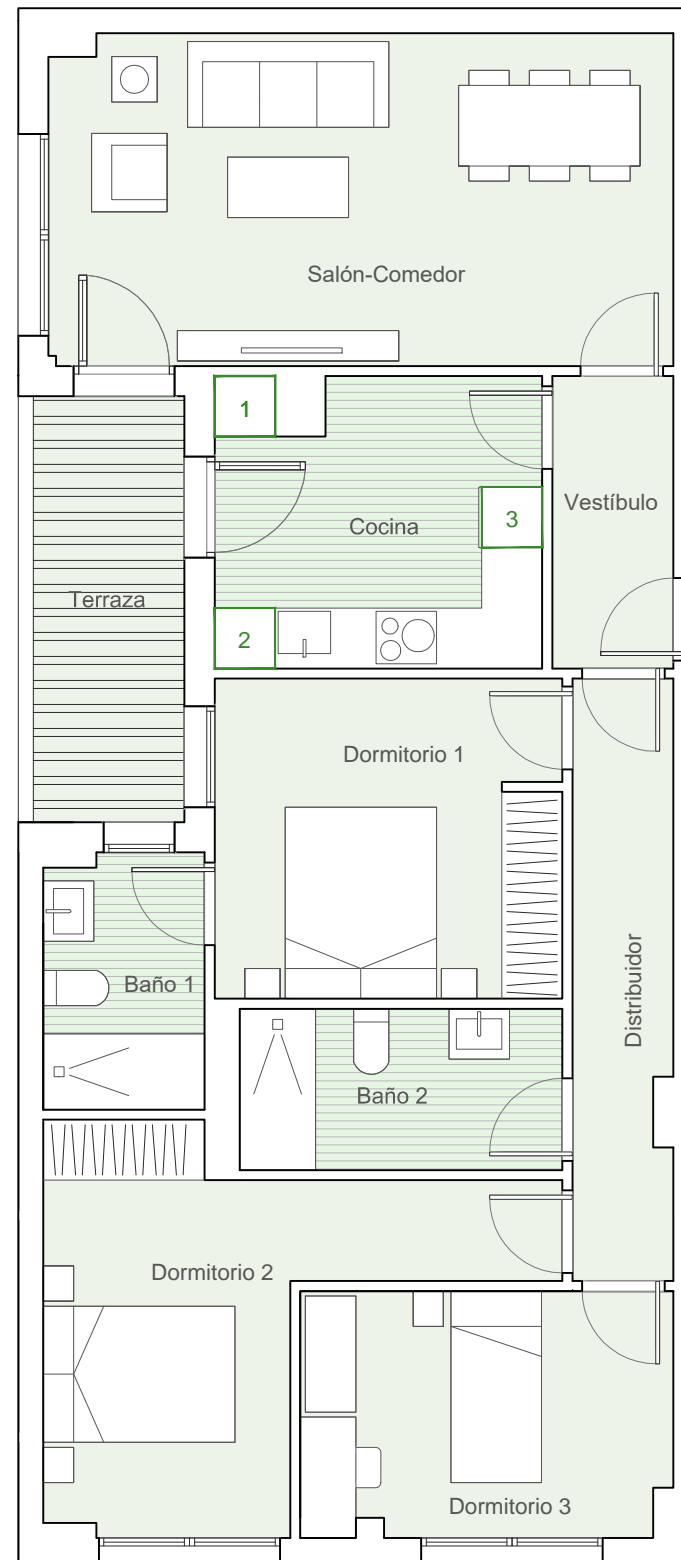 Salón-Comedor
1
Vestíbulo
3
Cocina
Terraza
2
Dormitorio 1
Distribuidor
Baño 1
Baño 2
Dormitorio 2
Dormitorio 3